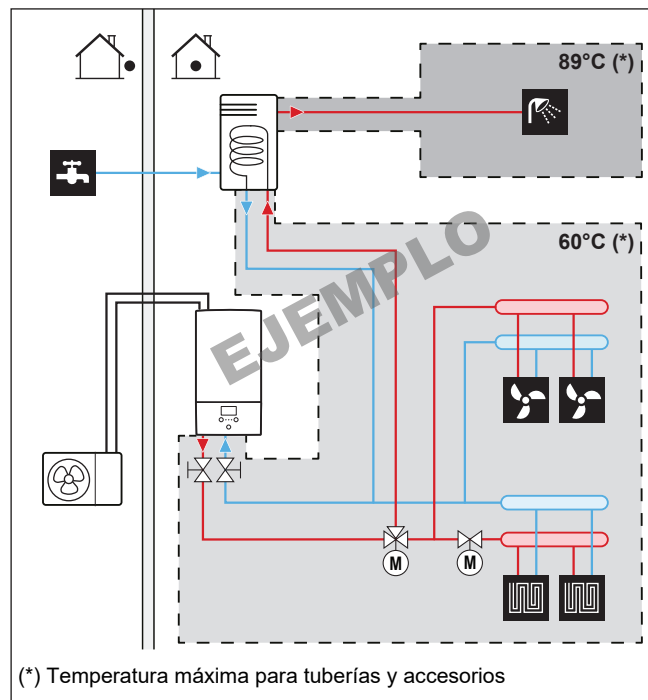 89°C (*)
60°C (*)
EJEMPLO
M
M
(*) Temperatura máxima para tuberías y accesorios